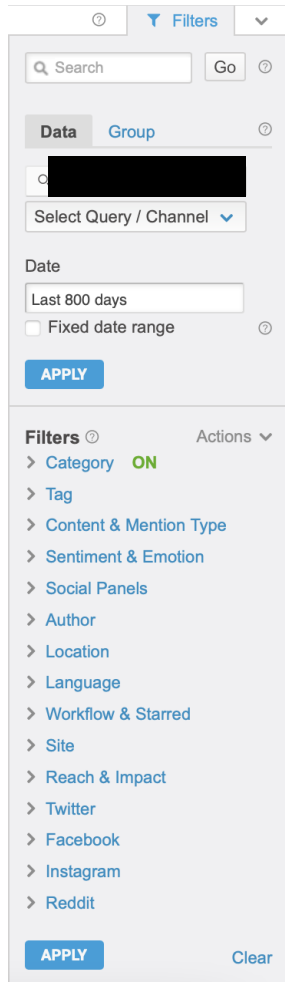 Filters
Search Go
Data Group
Select Query / Channel
Date
Last 800 days
Fixed date range
APPLY
Filters Actions
Category ON
Tag
Content & Mention Type
Sentiment & Emotion
Social Panels
Author
Location
Language
Workflow & Starred
Site
Reach & Impact
Twitter
Facebook
Instagram
Reddit
APPLY Clear